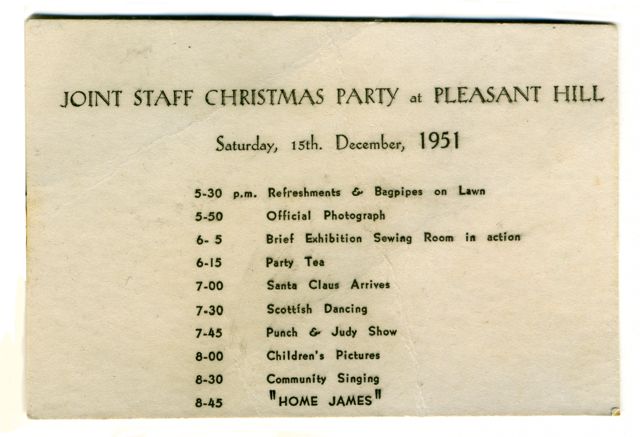 JOINT STAFF CHRISTMAS PARTY at PLEASANT HILL
Saturday, 15th. December, 1951
5-30 p.m. Refreshments & Bagpipes on Lawn
5-50 Official Photograph
6- 5 Brief Exhibition Sewing Room in action
6-15 Party Tea
7-00 Santa Claus Arrives
7-30 Scottish Dancing
7-45 Punch & Judy Show
8-00 Children's Pictures
8-30 Community Singing
8-45 "HOME JAMES"